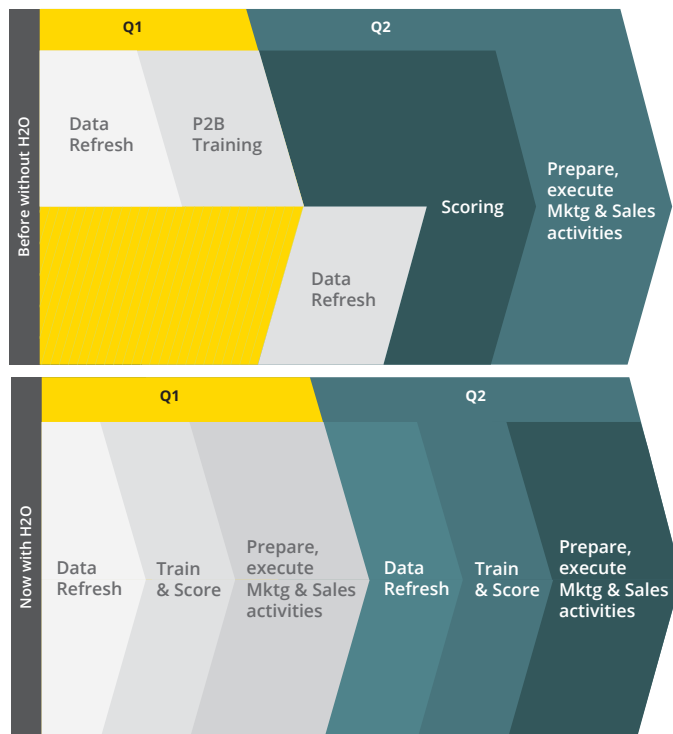 Before without H2O
Q1
Q2
Data
Refresh
P2B
Training
Data
Refresh
Scoring
Prepare,
execute
Mktg & Sales
activities
Now with H2O
Q1
Q2
Data
Refresh
Train
& Score
Prepare,
execute
Mktg & Sales
activities
Data
Refresh
Train
& Score
Prepare,
execute
Mktg & Sales
activities